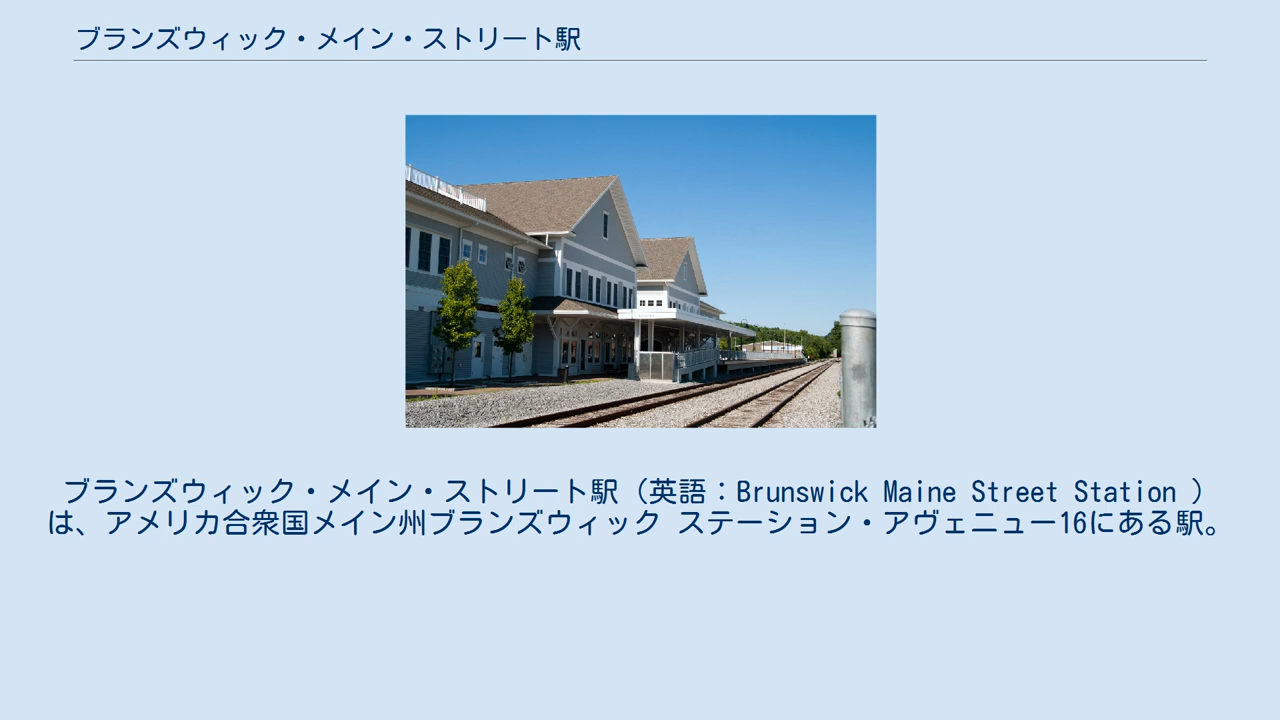 ブランズウィック・メイン・ストリート駅
ブランズウィック・メイン・ストリート駅（英語：Brunswick Maine Street Station ）
は、アメリカ合衆国メイン州ブランズウィック ステーション・アヴェニュー16にある駅。